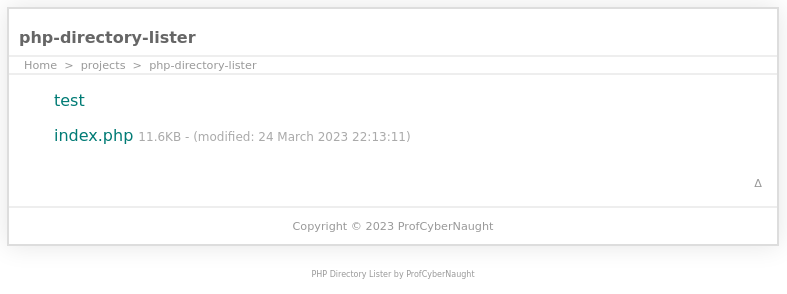 php-directory-lister
Home > projects > php-directory-lister
test
index.php 11.6KB - (modified: 24 March 2023 22:13:11)
Δ
Copyright © 2023 ProfCyberNaught
PHP Directory Lister by ProfCyberNaught